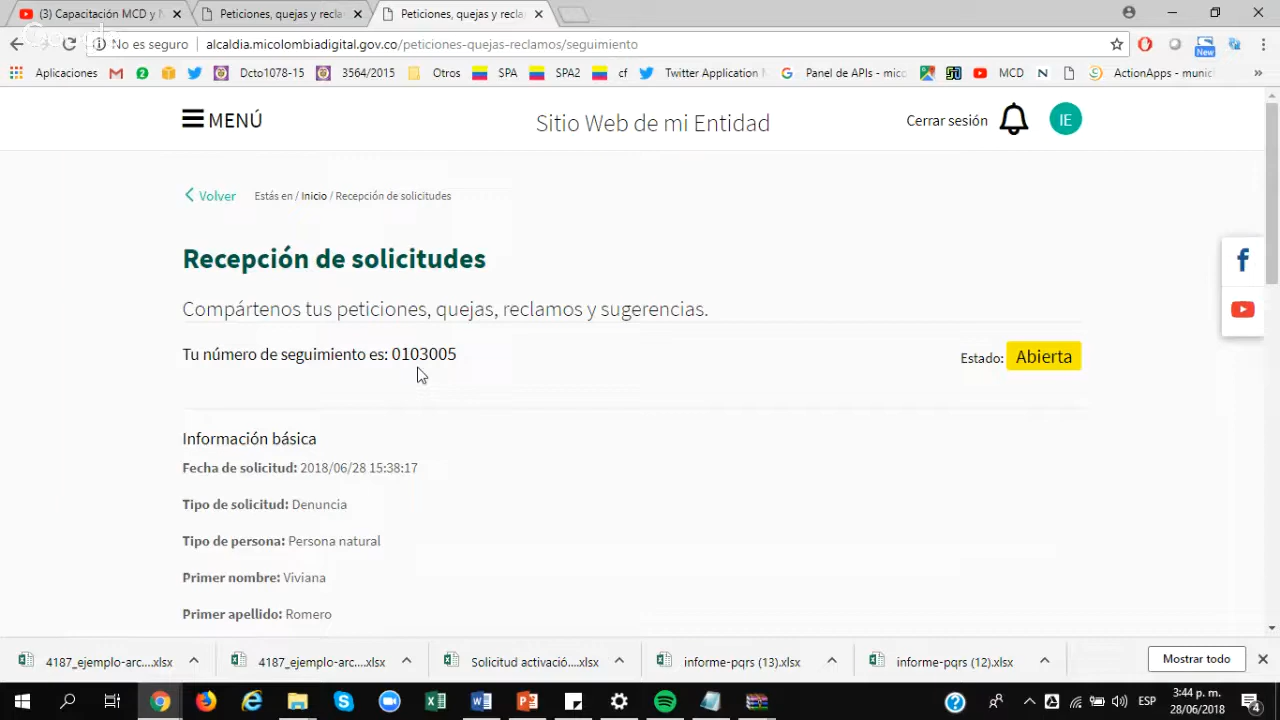 (3) Capacitación MCD y N
Peticiones, quejas y recla
Peticiones, quejas y recla
Google
No es seguro
alcaldia.micolombiadigital.gov.co/peticiones-quejas-reclamos/seguimiento
New
Aplicaciones
Dcto1078-15
3564/2015
Otros
SPA
SPA2
cf
Twitter Application
Panel de APIs - micc
MCD
ActionApps - munic
MENÚ
Sitio Web de mi Entidad
Cerrar sesión
IE
Volver
Estás en / Inicio / Recepción de solicitudes
Recepción de solicitudes
Compártenos tus peticiones, quejas, reclamos y sugerencias.
Tu número de seguimiento es: 0103005
Estado: Abierta
Información básica
Fecha de solicitud: 2018/06/28 15:38:17
Tipo de solicitud: Denuncia
Tipo de persona: Persona natural
Primer nombre: Viviana
Primer apellido: Romero
4187_ejemplo-arc....xlsx
4187_ejemplo-arc....xlsx
Solicitud activació....xlsx
informe-pqrs (13).xlsx
informe-pqrs (12).xlsx
Mostrar todo
ESP
3:44 p. m.
28/06/2018
4